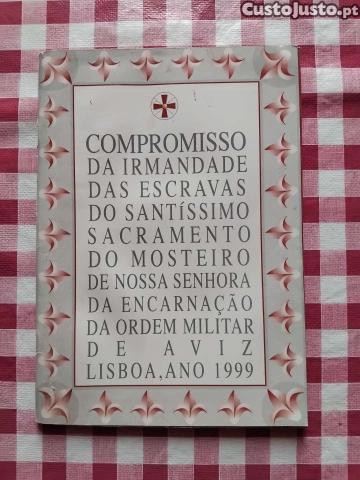 CustoJusto.pt
COMPROMISSO
DA IRMANDADE
DAS ESCRAVAS
DO SANTÍSSIMO
SACRAMENTO
DO MOSTEIRO
DE NOSSA SENHORA
DA ENCARNAÇÃO
DA ORDEM MILITAR
DE AVIZ
LISBOA, ANO 1999